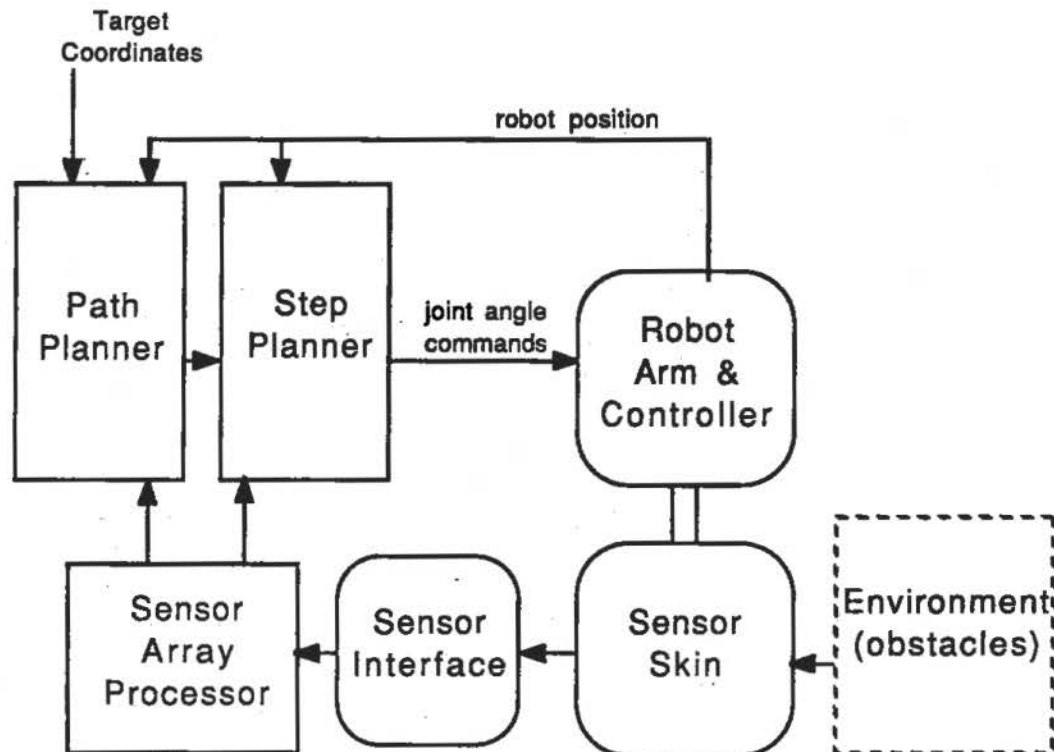 Target
Coordinates
robot position
Path
Planner
Step
Planner
joint angle
commands
Robot
Arm &
Controller
Sensor
Array
Processor
Sensor
Interface
Sensor
Skin
Environment
(obstacles)